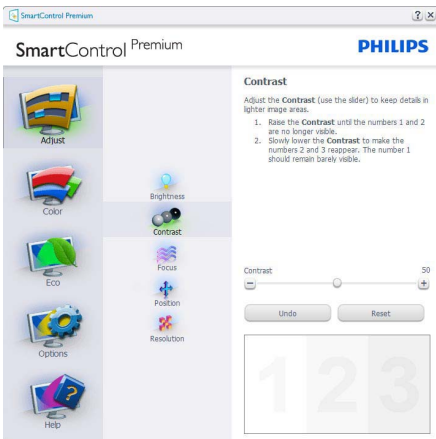 SmartControl Premium
SmartControl Premium
PHILIPS
Adjust
Color
Eco
Options
Help
Brightness
Contrast
Focus
Position
Resolution
Contrast
Adjust the Contrast (use the slider) to keep details in
lighter image areas.
1. Raise the Contrast until the numbers 1 and 2
are no longer visible.
2. Slowly lower the Contrast to make the
numbers 2 and 3 reappear. The number 1
should remain barely visible.
Contrast 50
Undo Reset
1 2 3